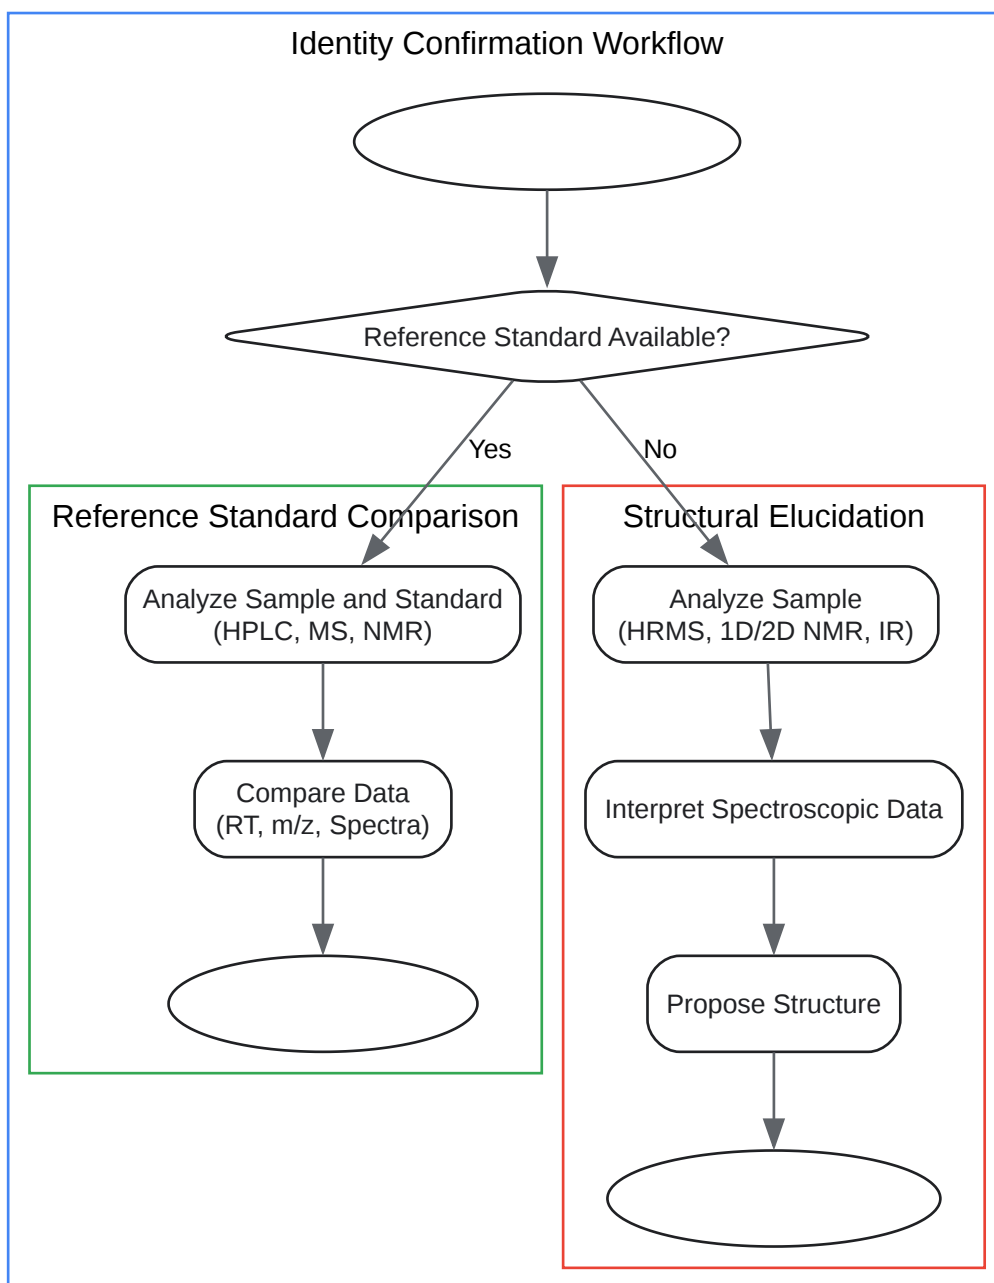 Identity Confirmation Workflow
Reference Standard Available?
Yes
No
Reference Standard Comparison
Analyze Sample and Standard
(HPLC, MS, NMR)
Compare Data
(RT, m/z, Spectra)
Structural Elucidation
Analyze Sample
(HRMS, 1D/2D NMR, IR)
Interpret Spectroscopic Data
Propose Structure